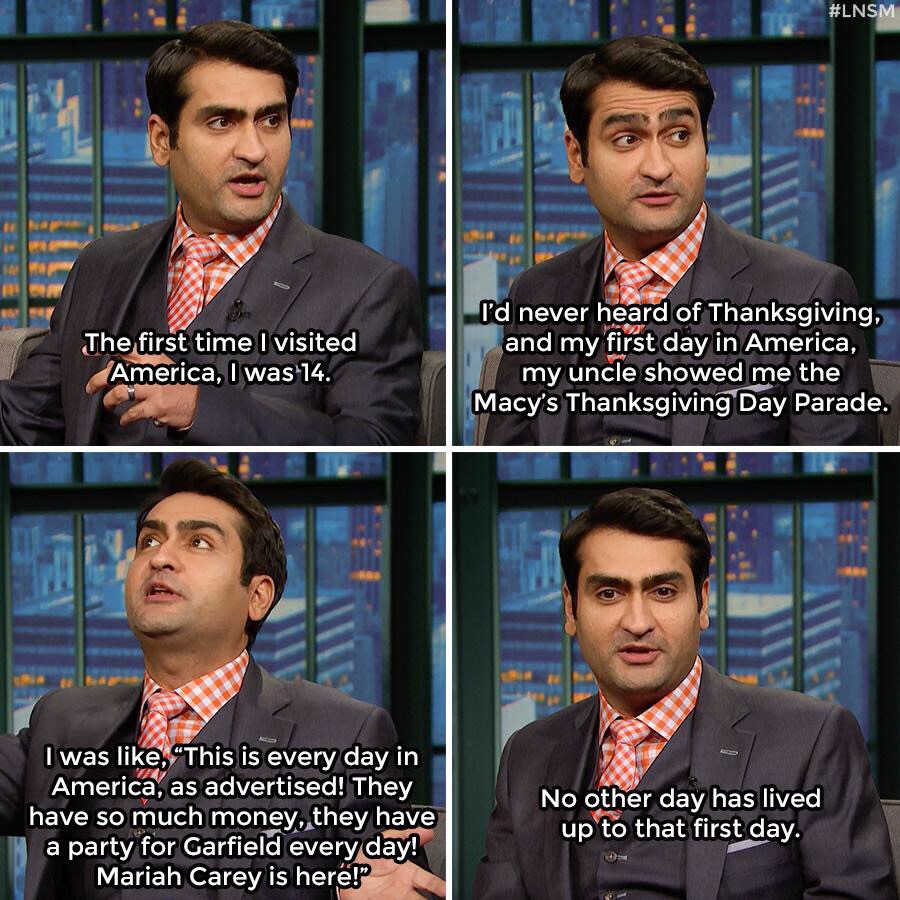 #LNSM
The first time I visited
America, I was 14.
I'd never heard of Thanksgiving,
and my first day in America,
my uncle showed me the
Macy's Thanksgiving Day Parade.
I was like, “This is every day in
America, as advertised! They
have so much money, they have
a party for Garfield every day!
Mariah Carey is here!”
No other day has lived
up to that first day.